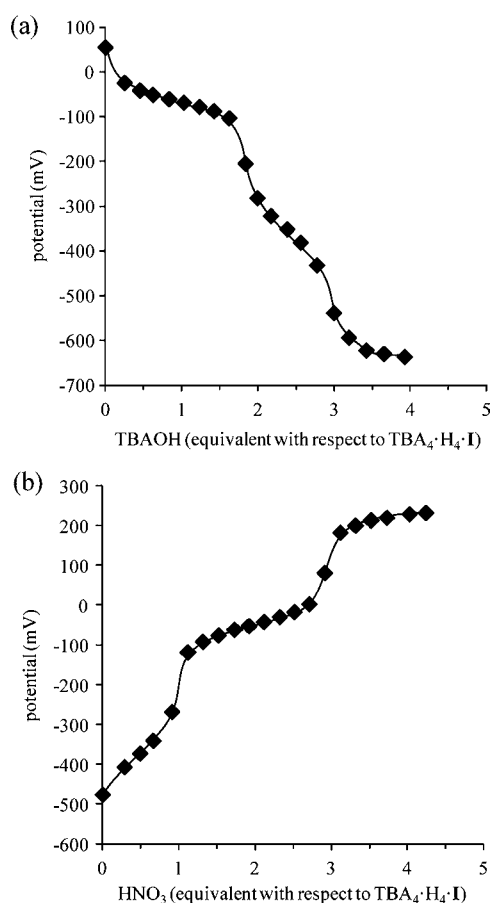 (a)
100
0
-100
-200
-300
-400
-500
-600
-700
potential (mV)
0 1 2 3 4 5
TBAOH (equivalent with respect to TBA₄·H₄·I)
(b)
300
200
100
0
-100
-200
-300
-400
-500
-600
potential (mV)
0 1 2 3 4 5
HNO₃ (equivalent with respect to TBA₄·H₄·I)